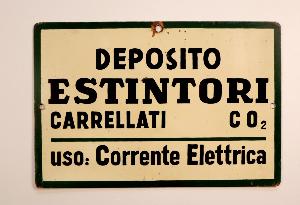 DEPOSITO
ESTINTORI
CARRELLATI CO₂
uso: Corrente Elettrica